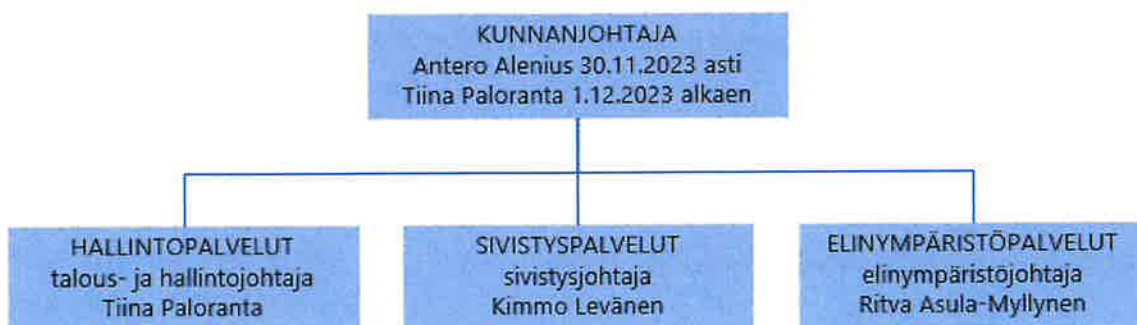 KUNNANJOHTAJA
Antero Alenius 30.11.2023 asti
Tiina Paloranta 1.12.2023 alkaen
HALLINTOPALVELUT
talous- ja hallintojohtaja
Tiina Paloranta
SIVISTYSPALVELUT
sivistysjohtaja
Kimmo Levänen
ELINYMPÄRISTÖPALVELUT
elinympäristöjohtaja
Ritva Asula-Myllynen